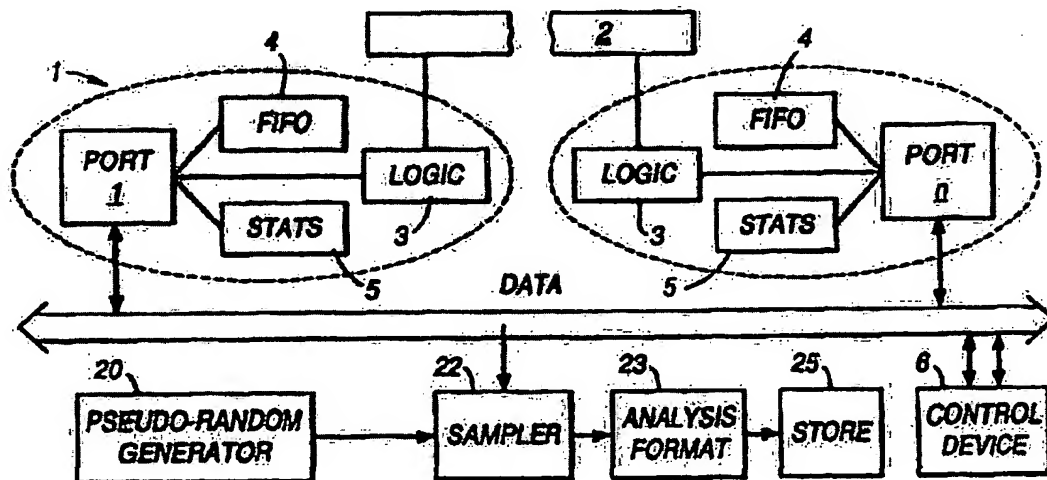 2
4
4
1
FIFO
FIFO
PORT
1
PORT
n
LOGIC
LOGIC
STATS
3
3
STATS
5
5
DATA
20
22
23
25
6
PSEUDO-RANDOM
GENERATOR
SAMPLER
ANALYSIS
FORMAT
STORE
CONTROL
DEVICE